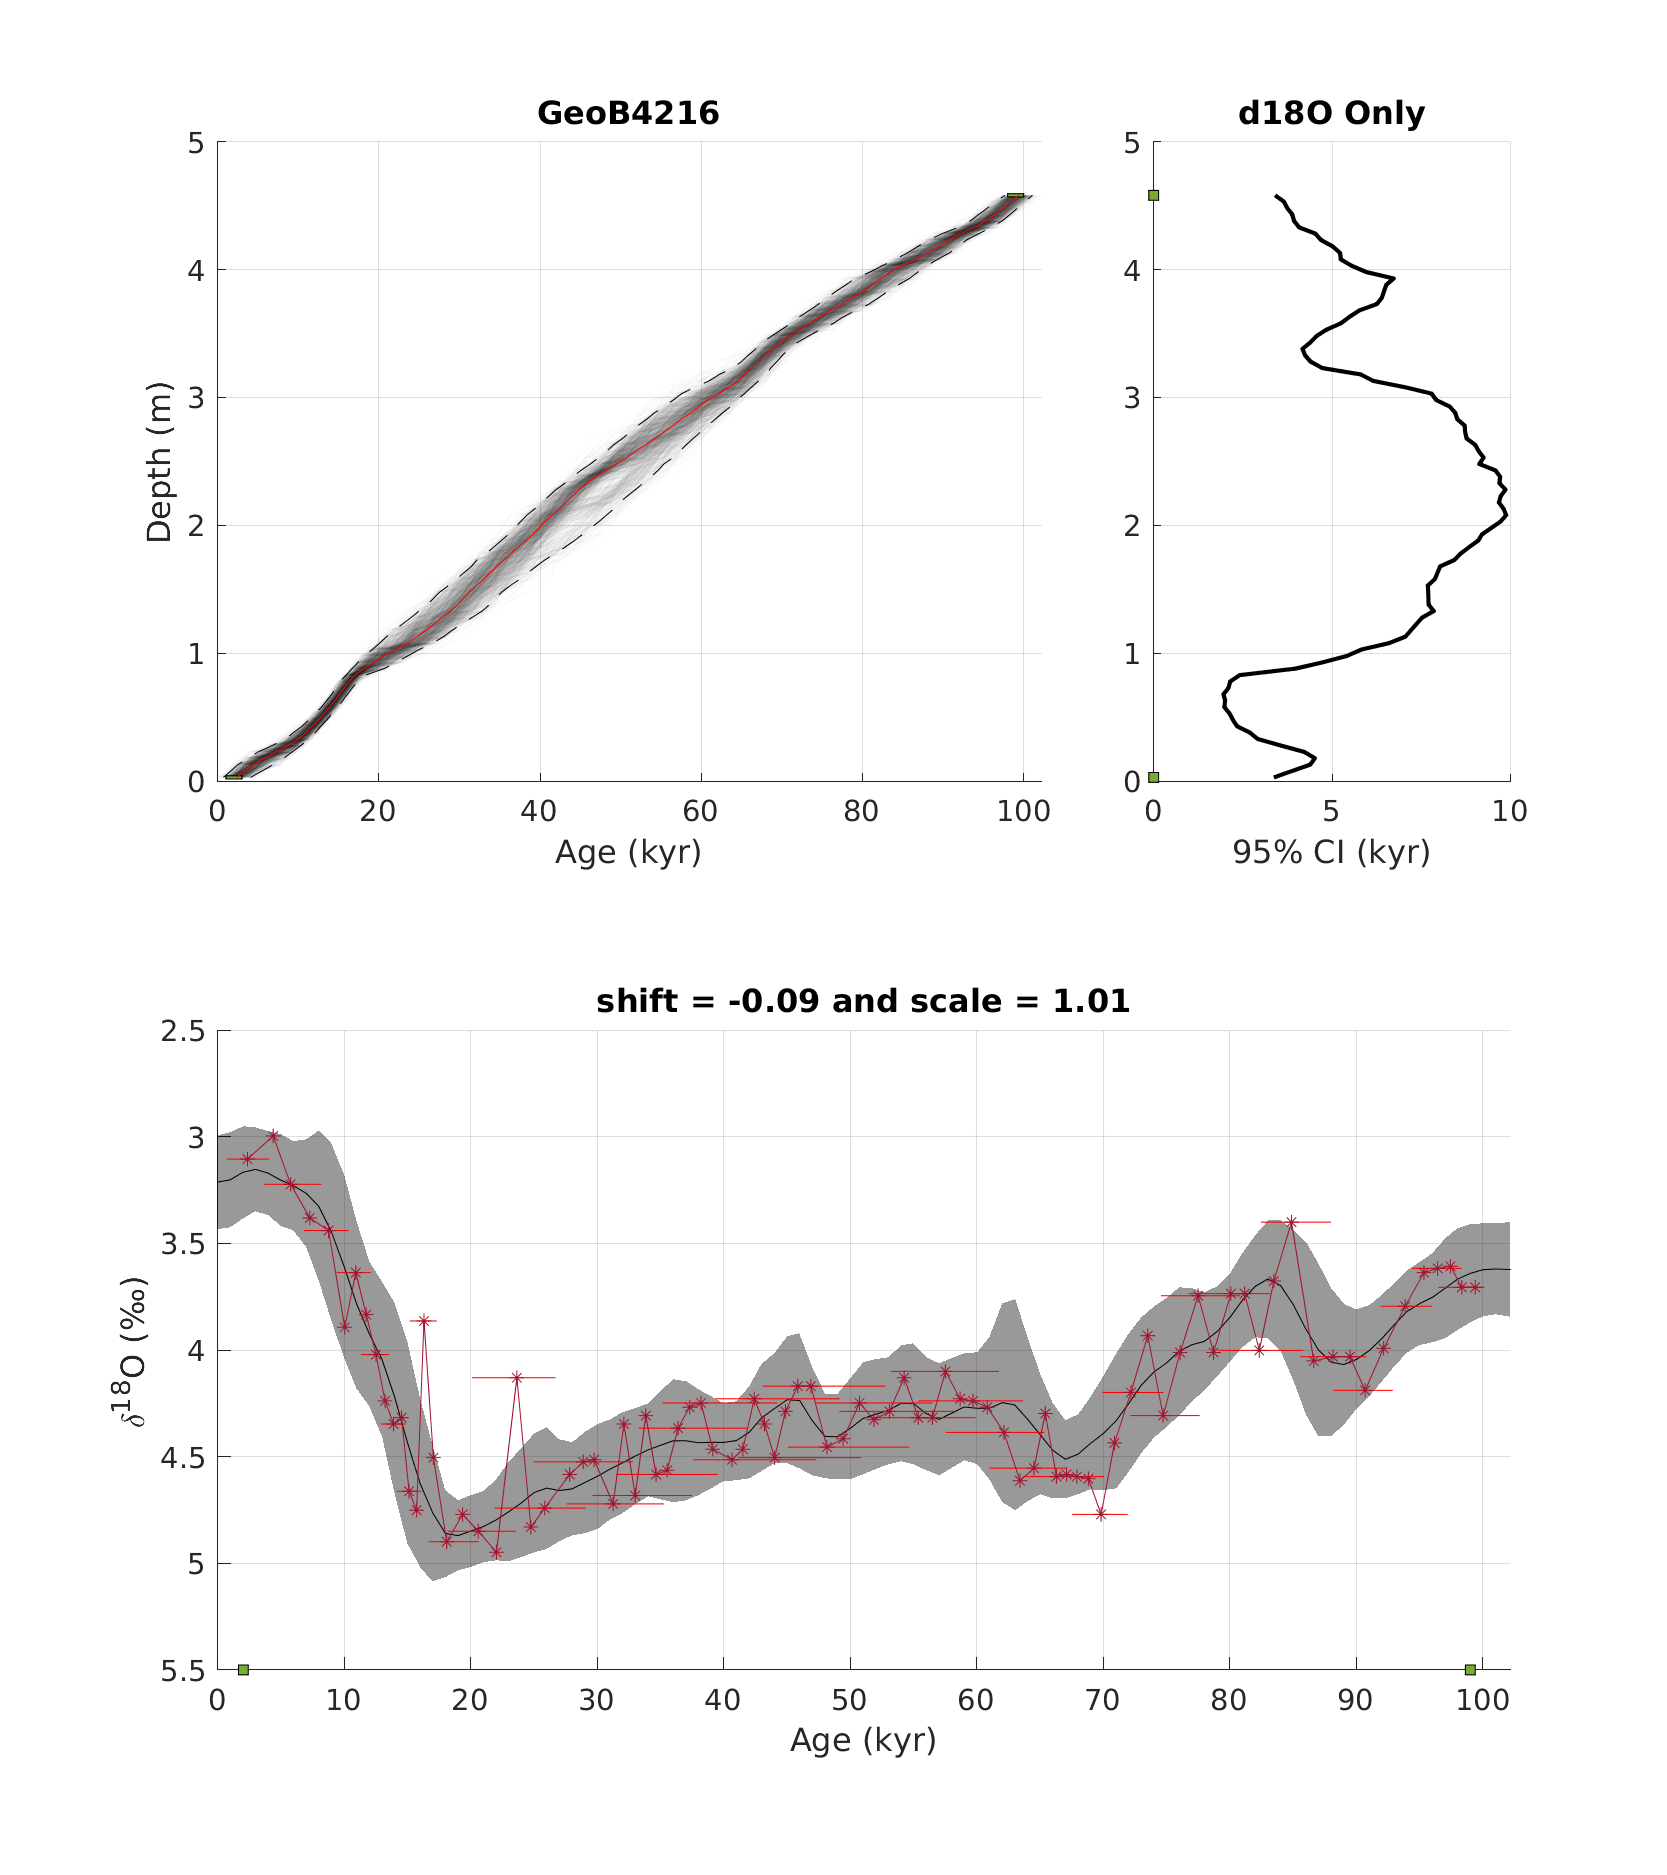 GeoB4216
5
4
3
2
1
0
Depth (m)
0 20 40 60 80 100
Age (kyr)
d18O Only
5
4
3
2
1
0
0 5 10
95% CI (kyr)
shift = -0.09 and scale = 1.01
2.5
3
3.5
4
4.5
5
5.5
δ¹⁸O (‰)
0 10 20 30 40 50 60 70 80 90 100
Age (kyr)